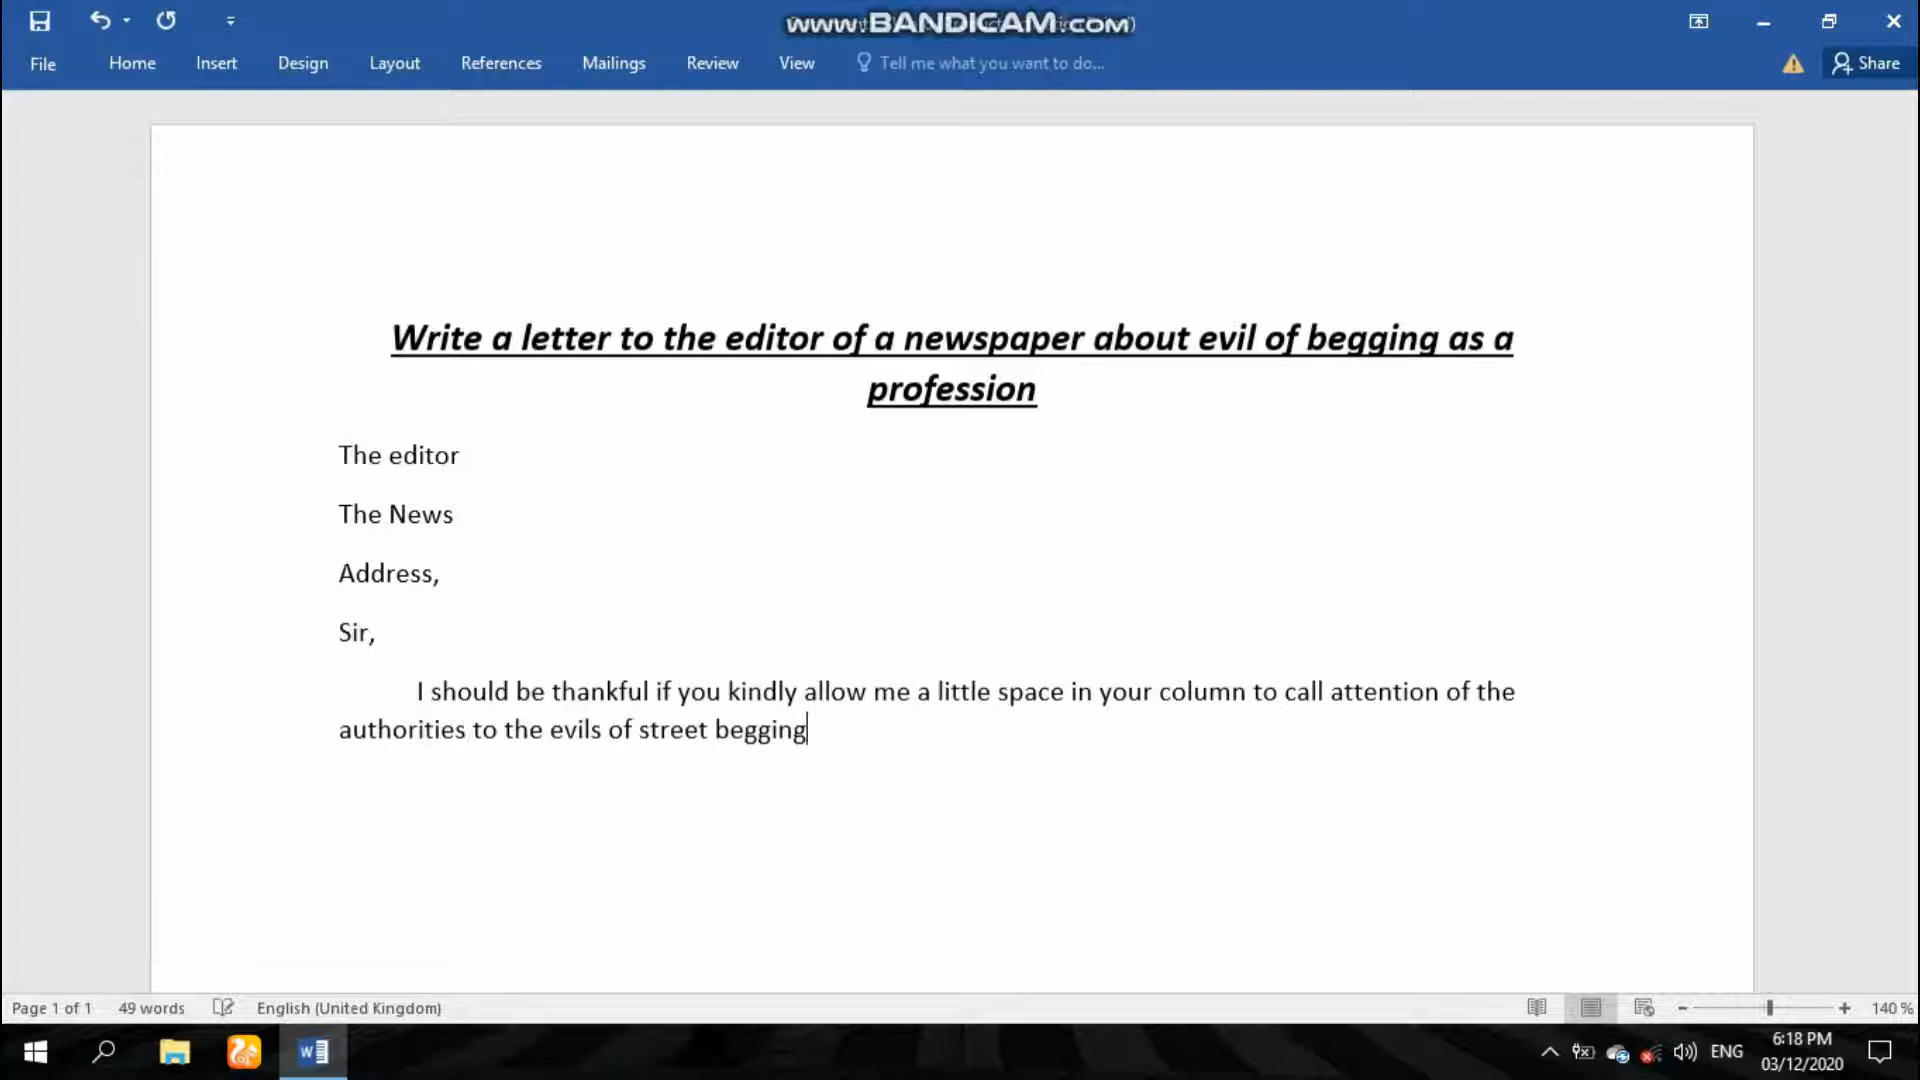 www.BANDICAM.com
File Home Insert Design Layout References Mailings Review View Tell me what you want to do... Share
Write a letter to the editor of a newspaper about evil of begging as a
profession
The editor
The News
Address,
Sir,
I should be thankful if you kindly allow me a little space in your column to call attention of the
authorities to the evils of street begging
Page 1 of 1 49 words English (United Kingdom) 140 %
ENG
6:18 PM
03/12/2020